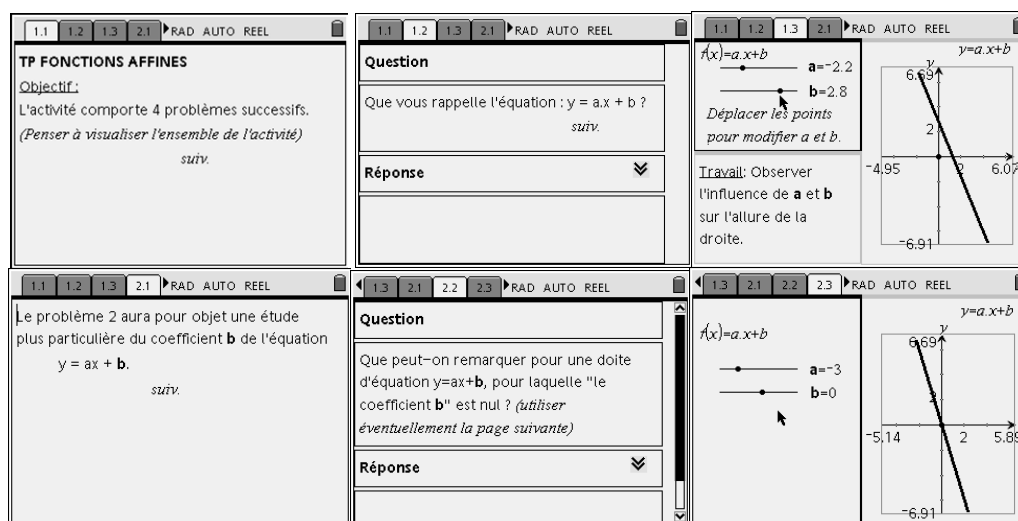 1.1 1.2 1.3 2.1 RAD AUTO REEL
TP FONCTIONS AFFINES
Objectif :
L'activité comporte 4 problèmes successifs.
(Penser à visualiser l'ensemble de l'activité)
suiv.
1.1 1.2 1.3 2.1 RAD AUTO REEL
Question
Que vous rappelle l'équation : y = a.x + b ?
suiv.
Réponse
1.1 1.2 1.3 2.1 RAD AUTO REEL
f(x)=a.x+b
a=-2.2
b=2.8
Déplacer les points
pour modifier a et b.
Travail: Observer
l'influence de a et b
sur l'allure de la
droite.
y=a.x+b
y
6.69
2
-4.95 2 6.07
-6.91
1.1 1.2 1.3 2.1 RAD AUTO REEL
Le problème 2 aura pour objet une étude
plus particulière du coefficient b de l'équation
y = ax + b.
suiv.
1.3 2.1 2.2 2.3 RAD AUTO REEL
Question
Que peut-on remarquer pour une doite
d'équation y=ax+b, pour laquelle "le
coefficient b" est nul ? (utiliser
éventuellement la page suivante)
Réponse
1.3 2.1 2.2 2.3 RAD AUTO REEL
f(x)=a.x+b
a=-3
b=0
y=a.x+b
y
6.69
2
-5.14 2 5.89
-6.91